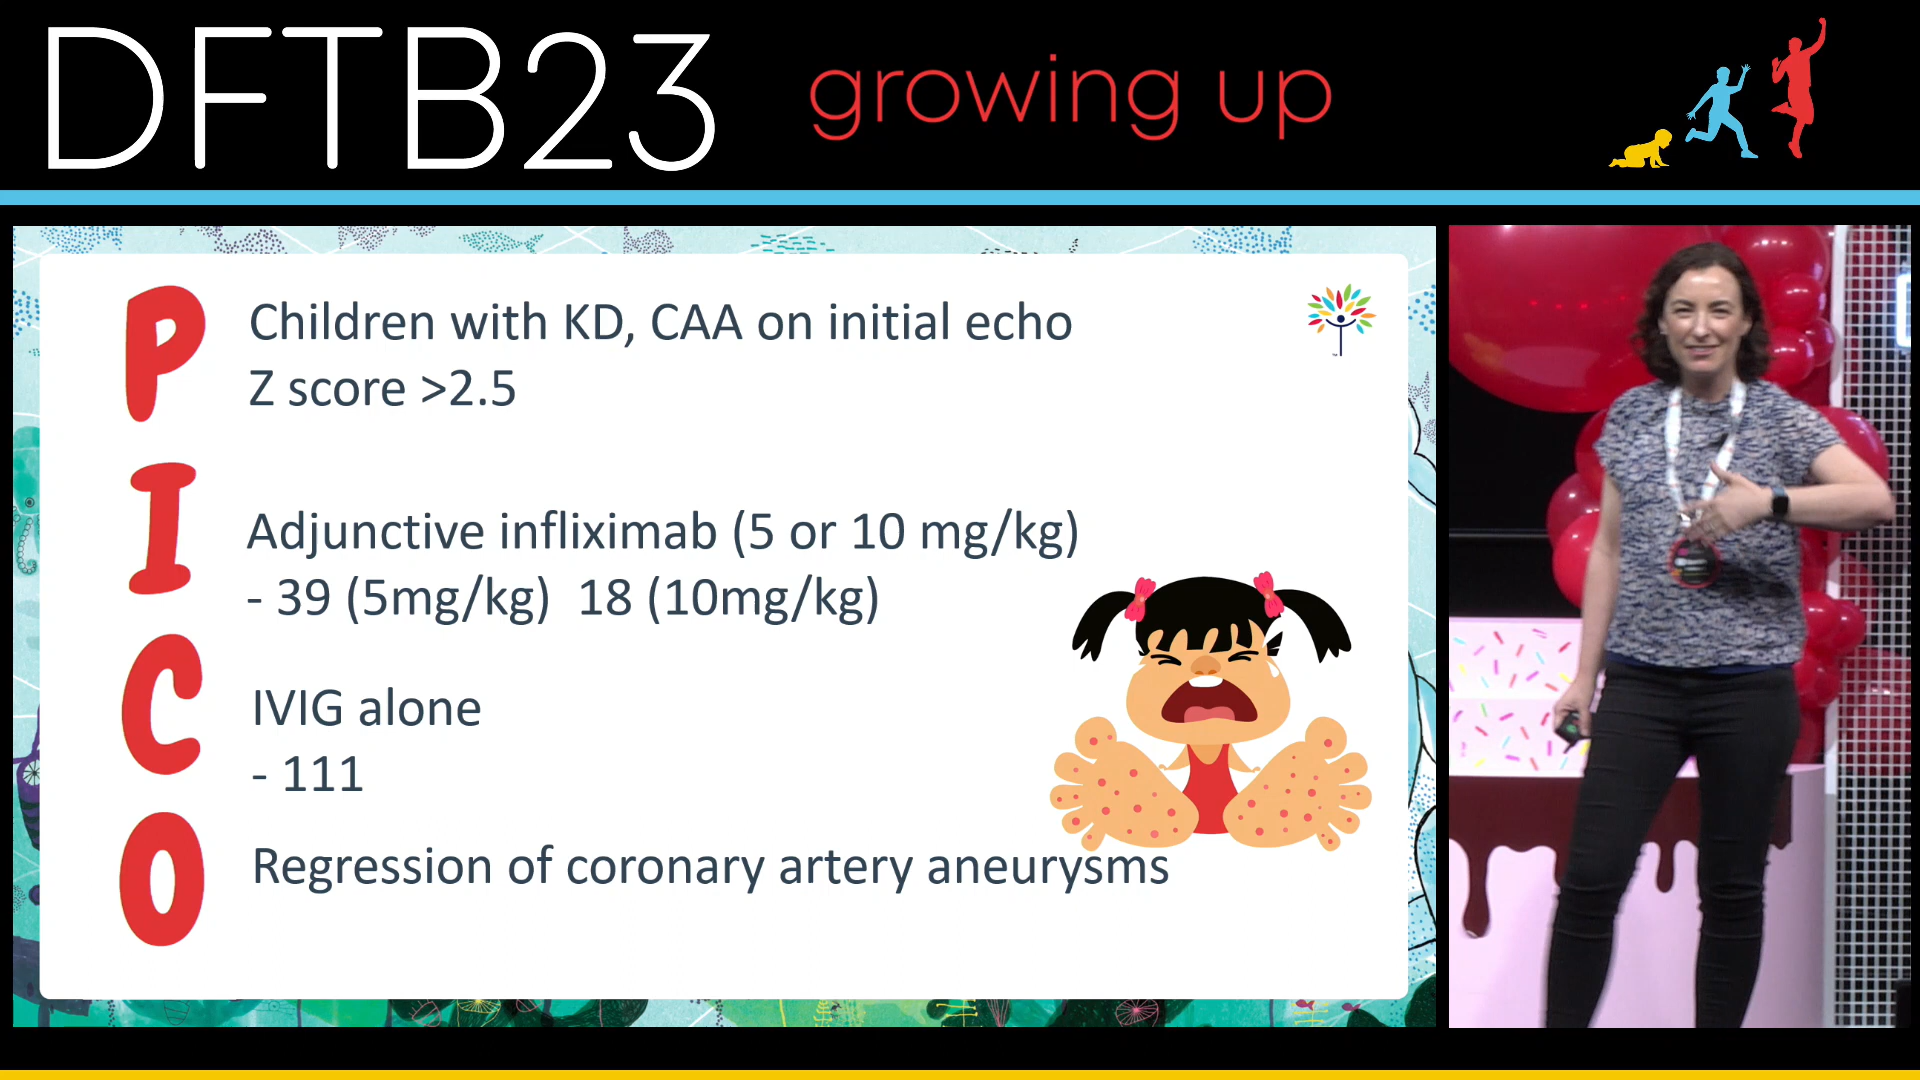 DFTB23 growing up
P
Children with KD, CAA on initial echo
Z score >2.5
I
Adjunctive infliximab (5 or 10 mg/kg)
- 39 (5mg/kg)  18 (10mg/kg)
C
IVIG alone
- 111
O
Regression of coronary artery aneurysms